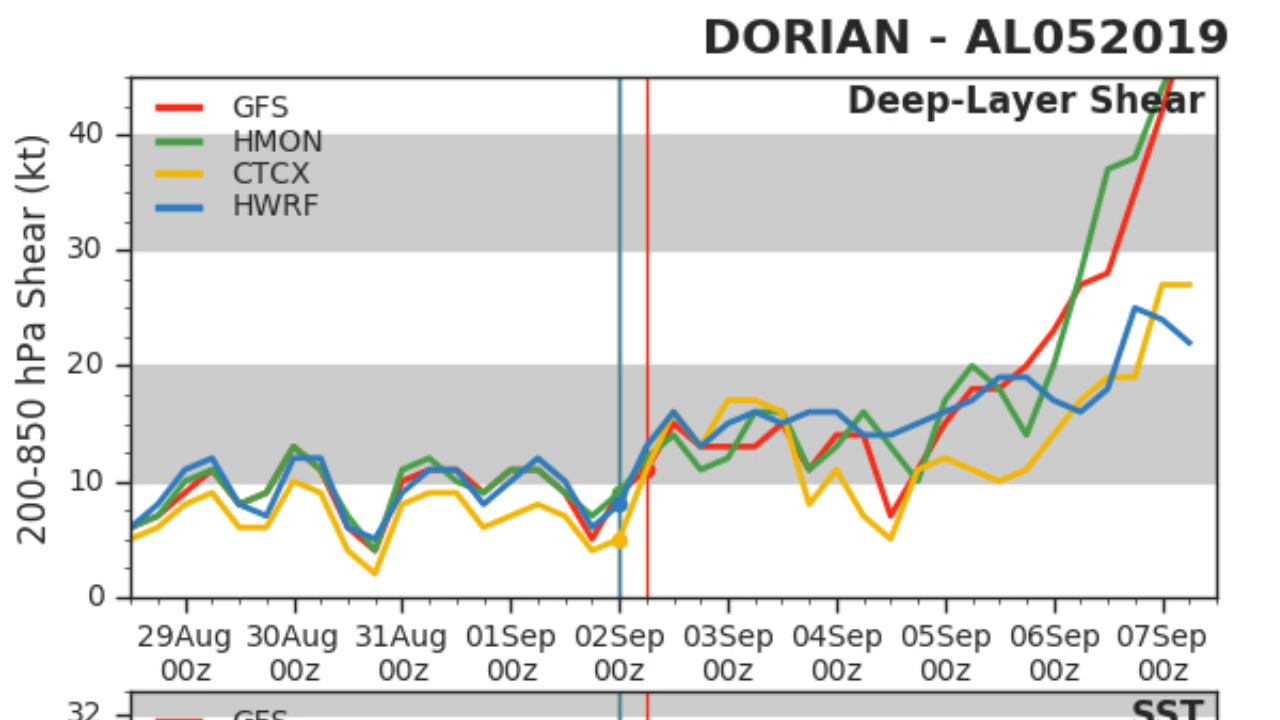 DORIAN - AL052019
Deep-Layer Shear
GFS
HMON
CTCX
HWRF
200-850 hPa Shear (kt)
40
30
20
10
0
29Aug 30Aug 31Aug 01Sep 02Sep 03Sep 04Sep 05Sep 06Sep 07Sep
00z 00z 00z 00z 00z 00z 00z 00z 00z 00z
32
GFS
SST